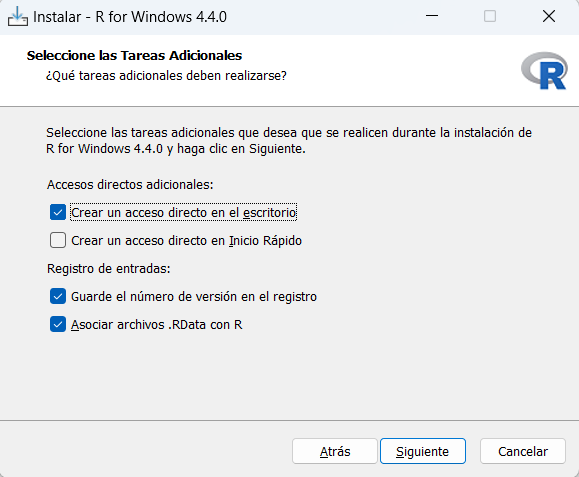 Instalar - R for Windows 4.4.0
Seleccione las Tareas Adicionales
¿Qué tareas adicionales deben realizarse?
R
Seleccione las tareas adicionales que desea que se realicen durante la instalación de
R for Windows 4.4.0 y haga clic en Siguiente.
Accesos directos adicionales:
Crear un acceso directo en el escritorio
Crear un acceso directo en Inicio Rápido
Registro de entradas:
Guarde el número de versión en el registro
Asociar archivos .RData con R
Atrás
Siguiente
Cancelar